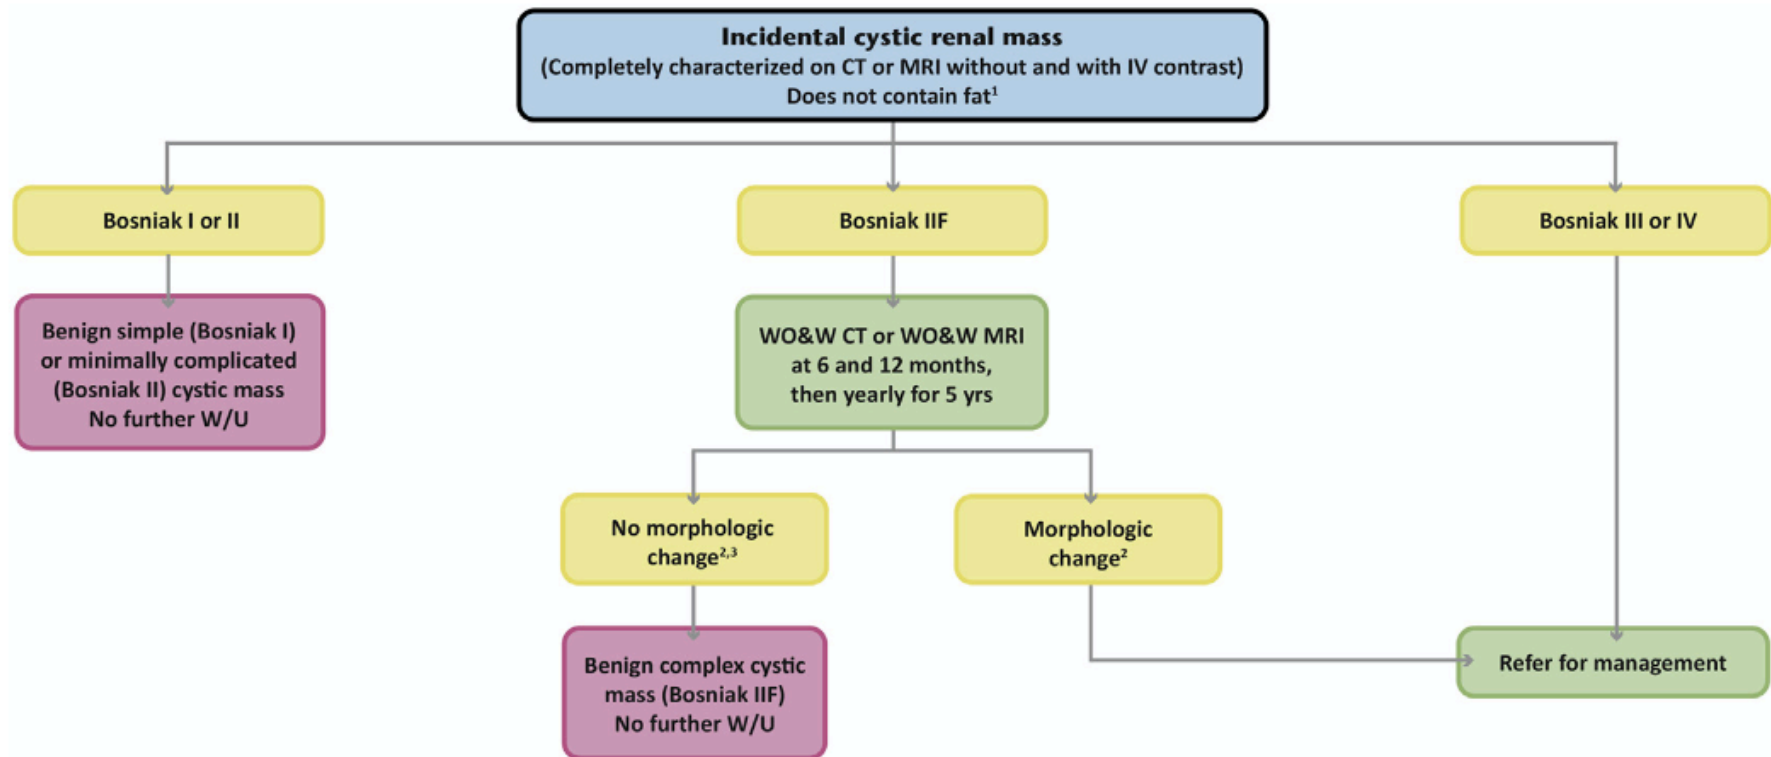 Incidental cystic renal mass
(Completely characterized on CT or MRI without and with IV contrast)
Does not contain fat¹
Bosniak I or II
Bosniak IIF
Bosniak III or IV
Benign simple (Bosniak I)
or minimally complicated
(Bosniak II) cystic mass
No further W/U
WO&W CT or WO&W MRI
at 6 and 12 months,
then yearly for 5 yrs
No morphologic
change²,³
Morphologic
change²
Benign complex cystic
mass (Bosniak IIF)
No further W/U
Refer for management